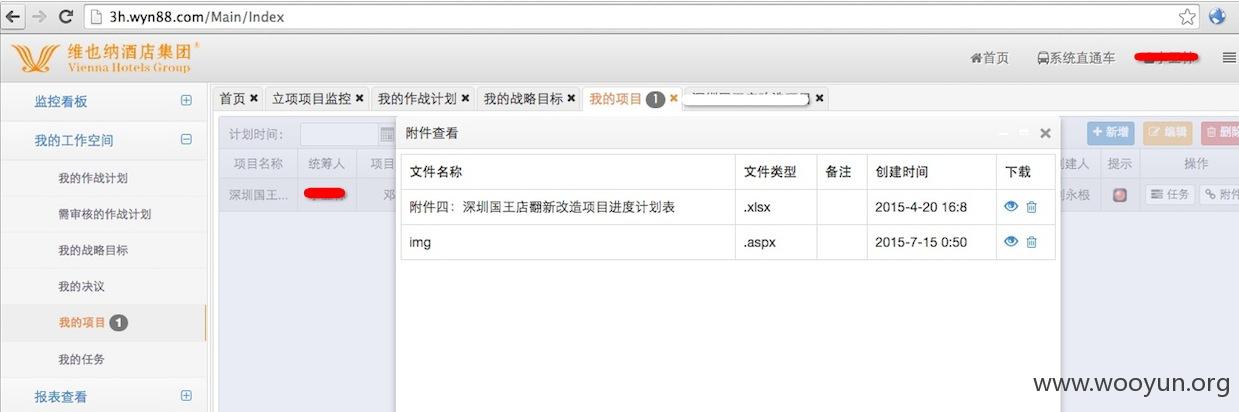 3h.wyn88.com/Main/Index
维也纳酒店集团®
Vienna Hotels Group
首页 系统直通车
监控看板
我的工作空间
我的作战计划
需审核的作战计划
我的战略目标
我的决议
我的项目 1
我的任务
报表查看
首页 × 立项项目监控 × 我的作战计划 × 我的战略目标 × 我的项目 1 × ×
计划时间： 新增 编辑 删除
项目名称 统筹人 项目 建人 提示 操作
深圳国王... 邓 永根 任务 附件
附件查看 ×
文件名称 文件类型 备注 创建时间 下载
附件四：深圳国王店翻新改造项目进度计划表 .xlsx 2015-4-20 16:8
img .aspx 2015-7-15 0:50
www.wooyun.org